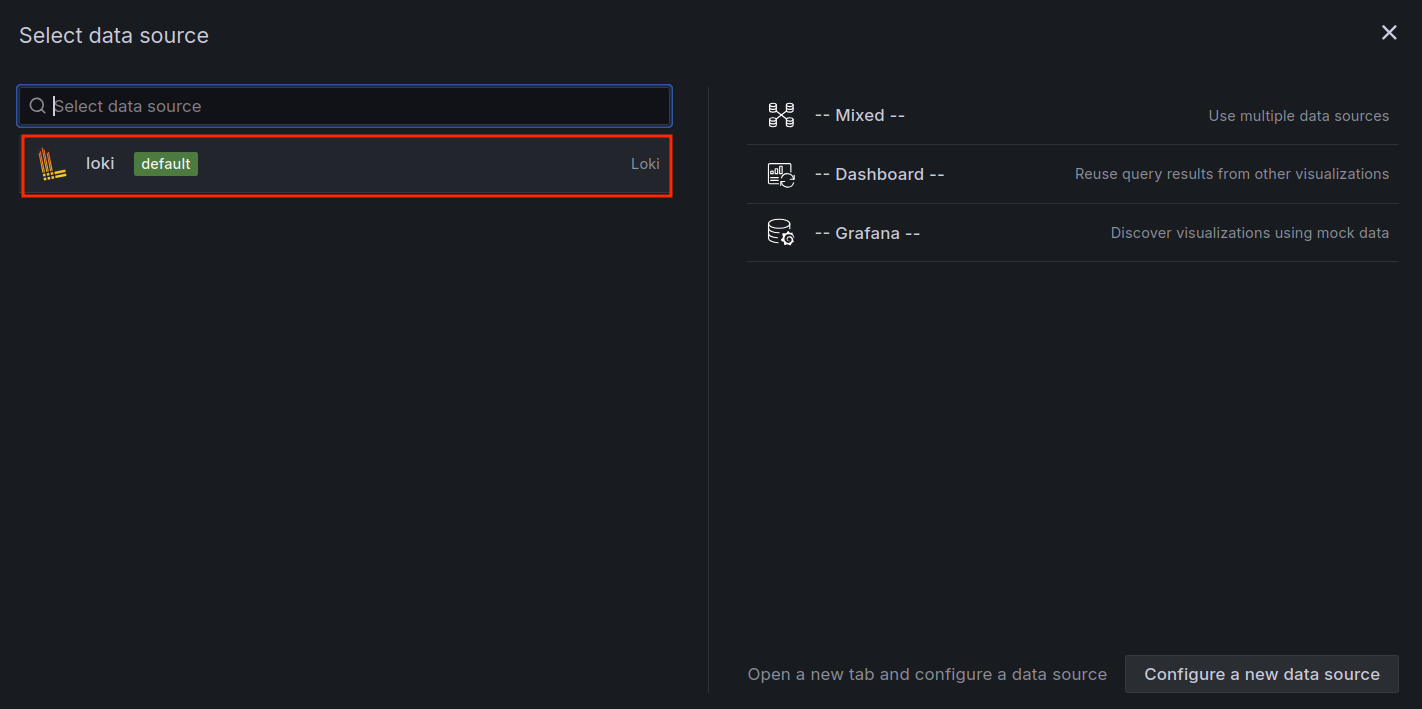 Select data source
Select data source
loki default Loki
-- Mixed -- Use multiple data sources
-- Dashboard -- Reuse query results from other visualizations
-- Grafana -- Discover visualizations using mock data
Open a new tab and configure a data source Configure a new data source